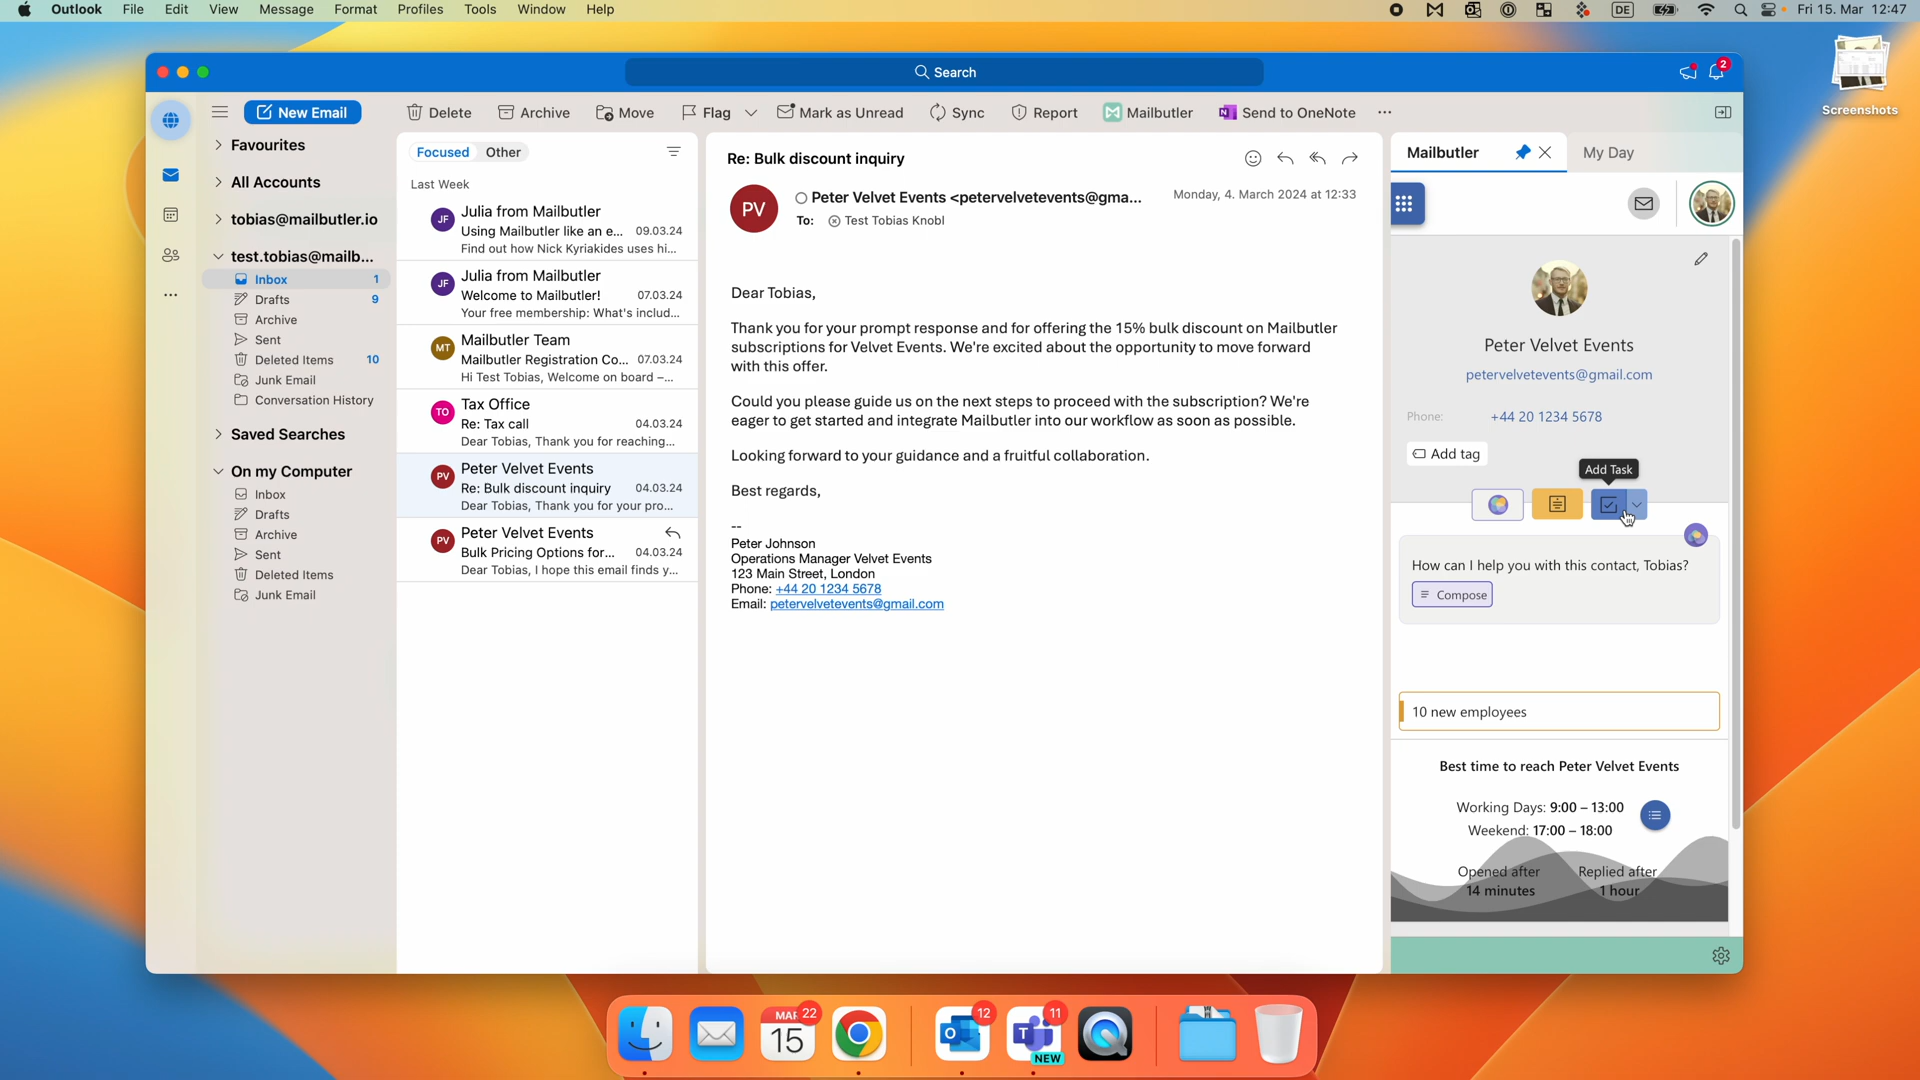 Outlook File Edit View Message Format Profiles Tools Window Help
DE Fri 15. Mar 12:47
Screenshots
Search
2
New Email
Delete Archive Move Flag Mark as Unread Sync Report Mailbutler Send to OneNote
Favourites
All Accounts
tobias@mailbutler.io
test.tobias@mailb...
Inbox 1
Drafts 9
Archive
Sent
Deleted Items 10
Junk Email
Conversation History
Saved Searches
On my Computer
Inbox
Drafts
Archive
Sent
Deleted Items
Junk Email
Focused Other
Last Week
JF
Julia from Mailbutler
Using Mailbutler like an e... 09.03.24
Find out how Nick Kyriakides uses hi...
JF
Julia from Mailbutler
Welcome to Mailbutler! 07.03.24
Your free membership: What's includ...
MT
Mailbutler Team
Mailbutler Registration Co... 07.03.24
Hi Test Tobias, Welcome on board –...
TO
Tax Office
Re: Tax call 04.03.24
Dear Tobias, Thank you for reaching...
PV
Peter Velvet Events
Re: Bulk discount inquiry 04.03.24
Dear Tobias, Thank you for your pro...
PV
Peter Velvet Events
Bulk Pricing Options for... 04.03.24
Dear Tobias, I hope this email finds y...
Re: Bulk discount inquiry
PV
Peter Velvet Events <petervelvetevents@gma...
Monday, 4. March 2024 at 12:33
To: Test Tobias Knobl
Dear Tobias,
Thank you for your prompt response and for offering the 15% bulk discount on Mailbutler
subscriptions for Velvet Events. We're excited about the opportunity to move forward
with this offer.
Could you please guide us on the next steps to proceed with the subscription? We're
eager to get started and integrate Mailbutler into our workflow as soon as possible.
Looking forward to your guidance and a fruitful collaboration.
Best regards,
--
Peter Johnson
Operations Manager Velvet Events
123 Main Street, London
Phone: +44 20 1234 5678
Email: petervelvetevents@gmail.com
Mailbutler My Day
Peter Velvet Events
petervelvetevents@gmail.com
Phone: +44 20 1234 5678
Add tag
Add Task
How can I help you with this contact, Tobias?
Compose
10 new employees
Best time to reach Peter Velvet Events
Working Days: 9:00 – 13:00
Weekend: 17:00 – 18:00
Opened after Replied after
14 minutes 1 hour
MAR 22
15
12
11
NEW